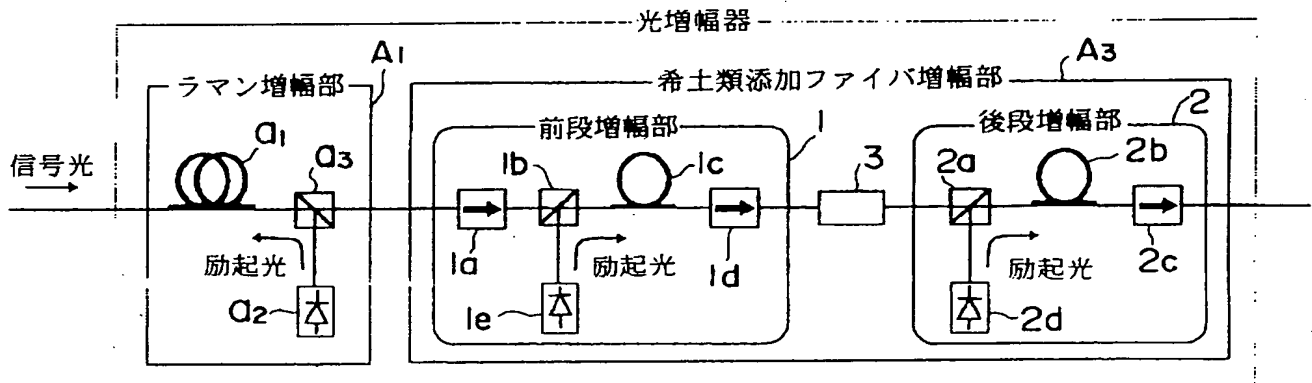 光増幅器
ラマン増幅部
A1
希土類添加ファイバ増幅部
A3
前段増幅部
1
後段増幅部
2
信号光
a1
a3
1b
1c
3
2a
2b
励起光
1a
励起光
1d
励起光
2c
a2
1e
2d